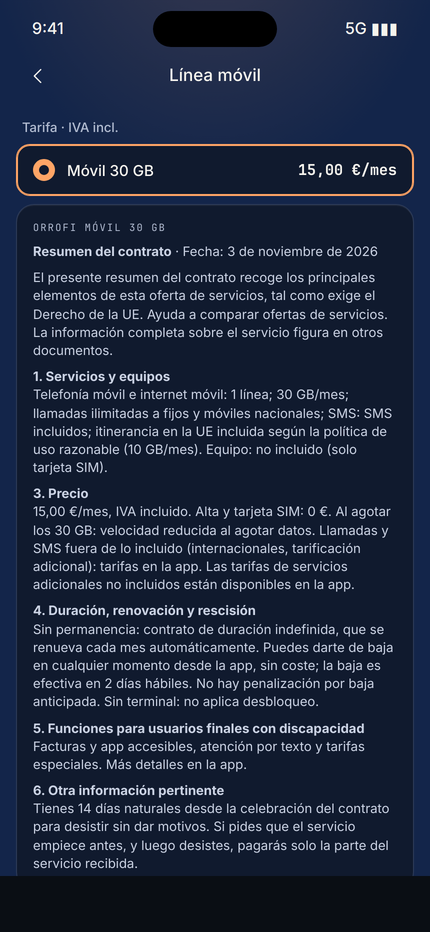 9:41
5G
Línea móvil
Tarifa · IVA incl.
Móvil 30 GB
15,00 €/mes
ORROFI MÓVIL 30 GB
Resumen del contrato · Fecha: 3 de noviembre de 2026
El presente resumen del contrato recoge los principales
elementos de esta oferta de servicios, tal como exige el
Derecho de la UE. Ayuda a comparar ofertas de servicios.
La información completa sobre el servicio figura en otros
documentos.
1. Servicios y equipos
Telefonía móvil e internet móvil: 1 línea; 30 GB/mes;
llamadas ilimitadas a fijos y móviles nacionales; SMS: SMS
incluidos; itinerancia en la UE incluida según la política de
uso razonable (10 GB/mes). Equipo: no incluido (solo
tarjeta SIM).
3. Precio
15,00 €/mes, IVA incluido. Alta y tarjeta SIM: 0 €. Al agotar
los 30 GB: velocidad reducida al agotar datos. Llamadas y
SMS fuera de lo incluido (internacionales, tarificación
adicional): tarifas en la app. Las tarifas de servicios
adicionales no incluidos están disponibles en la app.
4. Duración, renovación y rescisión
Sin permanencia: contrato de duración indefinida, que se
renueva cada mes automáticamente. Puedes darte de baja
en cualquier momento desde la app, sin coste; la baja es
efectiva en 2 días hábiles. No hay penalización por baja
anticipada. Sin terminal: no aplica desbloqueo.
5. Funciones para usuarios finales con discapacidad
Facturas y app accesibles, atención por texto y tarifas
especiales. Más detalles en la app.
6. Otra información pertinente
Tienes 14 días naturales desde la celebración del contrato
para desistir sin dar motivos. Si pides que el servicio
empiece antes, y luego desistes, pagarás solo la parte del
servicio recibida.